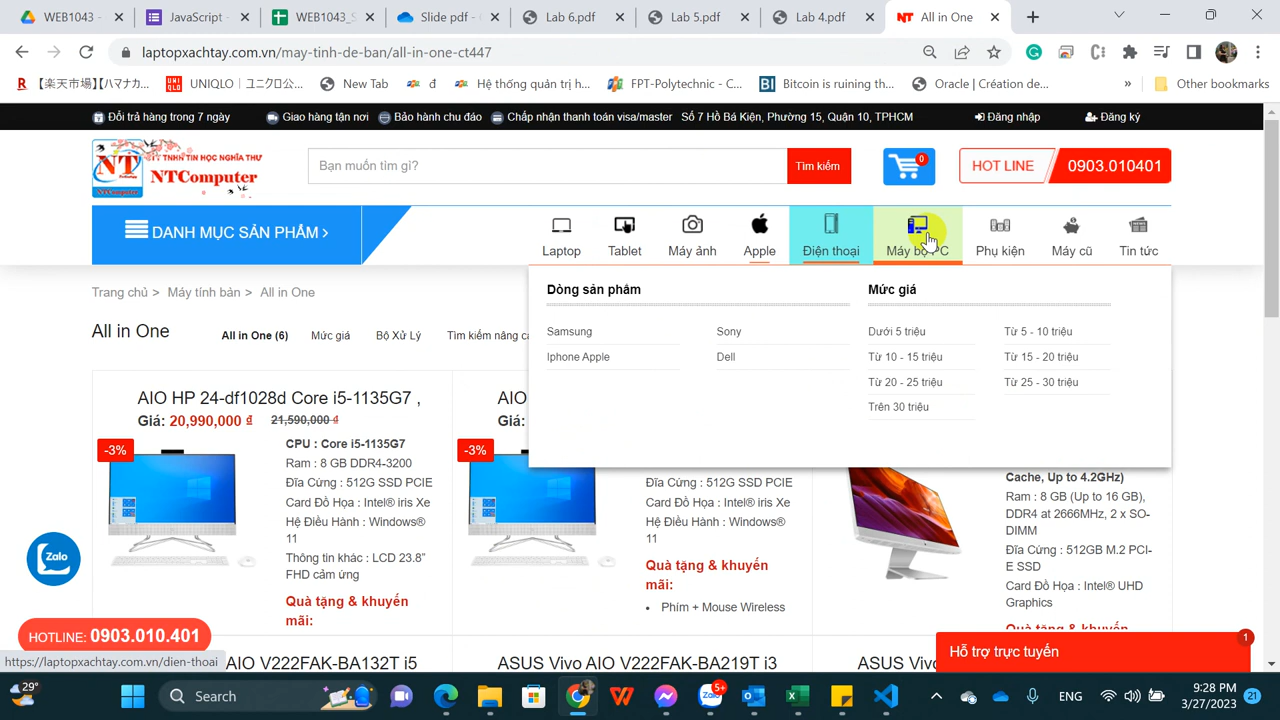 WEB1043 -
JavaScript -
WEB1043_S
Slide pdf -
Lab 6.pdf
Lab 5.pdf
Lab 4.pdf
All in One
laptopxachtay.com.vn/may-tinh-de-ban/all-in-one-ct447
【楽天市場】【ハマナカ...
UNIQLO｜ユニクロ公...
New Tab
d
Hệ thống quản trị h...
FPT-Polytechnic - C...
Bitcoin is ruining th...
Oracle | Création de...
»
Other bookmarks
Đổi trả hàng trong 7 ngày
Giao hàng tận nơi
Bảo hành chu đáo
Chấp nhận thanh toán visa/master
Số 7 Hồ Bá Kiện, Phường 15, Quận 10, TPHCM
Đăng nhập
Đăng ký
TNHH TIN HỌC NGHĨA THƯ
NT
NTComputer
NTComputer
Bạn muốn tìm gì?
Tìm kiếm
0
HOT LINE
0903.010401
DANH MỤC SẢN PHẨM >
Laptop
Tablet
Máy ảnh
Apple
Điện thoại
Máy bộ PC
Phụ kiện
Máy cũ
Tin tức
Trang chủ >
Máy tính bàn >
All in One
Dòng sản phẩm
Mức giá
All in One
All in One (6)
Mức giá
Bộ Xử Lý
Tìm kiếm nâng ca
Samsung
Sony
Dưới 5 triệu
Từ 5 - 10 triệu
Iphone Apple
Dell
Từ 10 - 15 triệu
Từ 15 - 20 triệu
Từ 20 - 25 triệu
Từ 25 - 30 triệu
Trên 30 triệu
AIO HP 24-df1028d Core i5-1135G7 ,
Giá: 20,990,000 ₫
21,590,000 ₫
-3%
CPU : Core i5-1135G7
Ram : 8 GB DDR4-3200
Đĩa Cứng : 512G SSD PCIE
Card Đồ Họa : Intel® iris Xe
Hệ Điều Hành : Windows®
11
Thông tin khác : LCD 23.8”
FHD cảm ứng
Quà tặng & khuyến
mãi:
AIO
Giá:
-3%
Đĩa Cứng : 512G SSD PCIE
Card Đồ Họa : Intel® iris Xe
Hệ Điều Hành : Windows®
11
Quà tặng & khuyến
mãi:
Phím + Mouse Wireless
Cache, Up to 4.2GHz)
Ram : 8 GB (Up to 16 GB),
DDR4 at 2666MHz, 2 x SO-
DIMM
Đĩa Cứng : 512GB M.2 PCI-
E SSD
Card Đồ Họa : Intel® UHD
Graphics
Quà tặng & khuyến
Zalo
HOTLINE: 0903.010.401
Hỗ trợ trực tuyến
1
https://laptopxachtay.com.vn/dien-thoai
AIO V222FAK-BA132T i5
ASUS Vivo AIO V222FAK-BA219T i3
ASUS Vivo
29°
Search
Zalo
5+
ENG
9:28 PM
3/27/2023
21